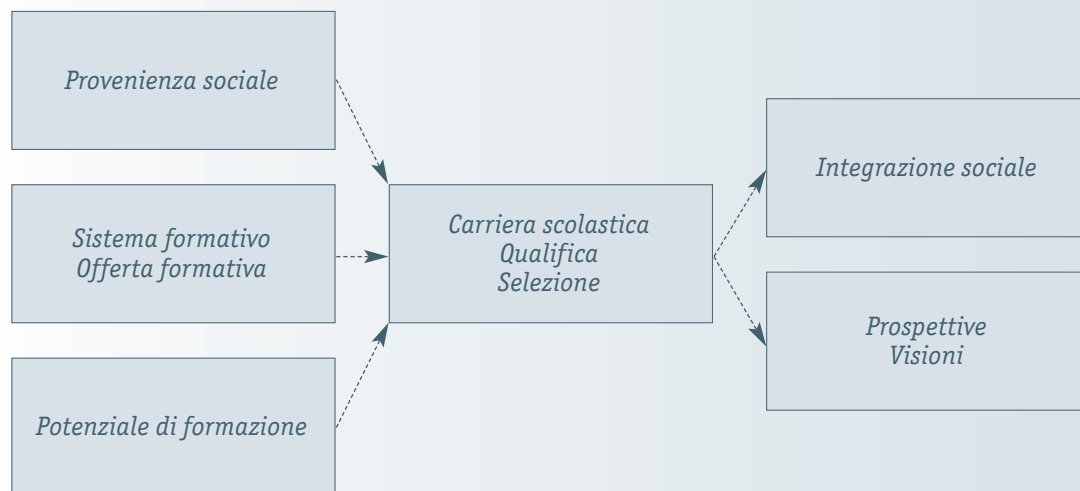 Provenienza sociale
Sistema formativo
Offerta formativa
Potenziale di formazione
Carriera scolastica
Qualifica
Selezione
Integrazione sociale
Prospettive
Visioni